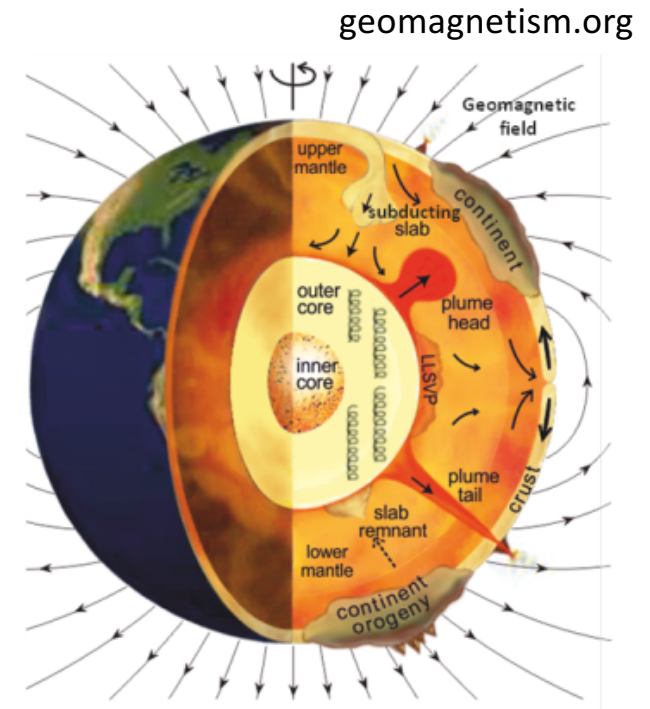 geomagnetism.org
Geomagnetic
field
upper
mantle
continent
subducting
slab
outer
core
plume
head
inner
core
LLSVP
plume
tail
crust
slab
remnant
lower
mantle
continent
orogeny